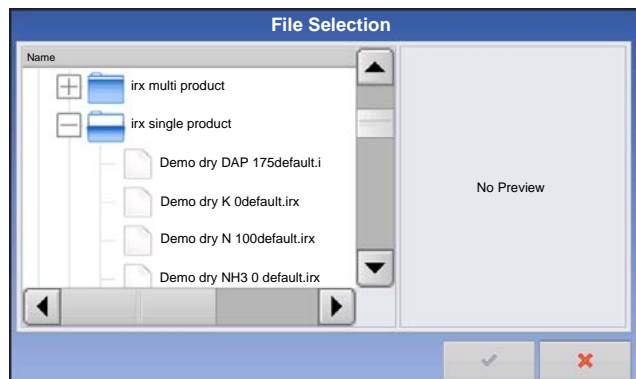 File Selection
Name
irx multi product
irx single product
Demo dry DAP 175default.i
Demo dry K 0default.irx
Demo dry N 100default.irx
Demo dry NH3 0 default.irx
No Preview